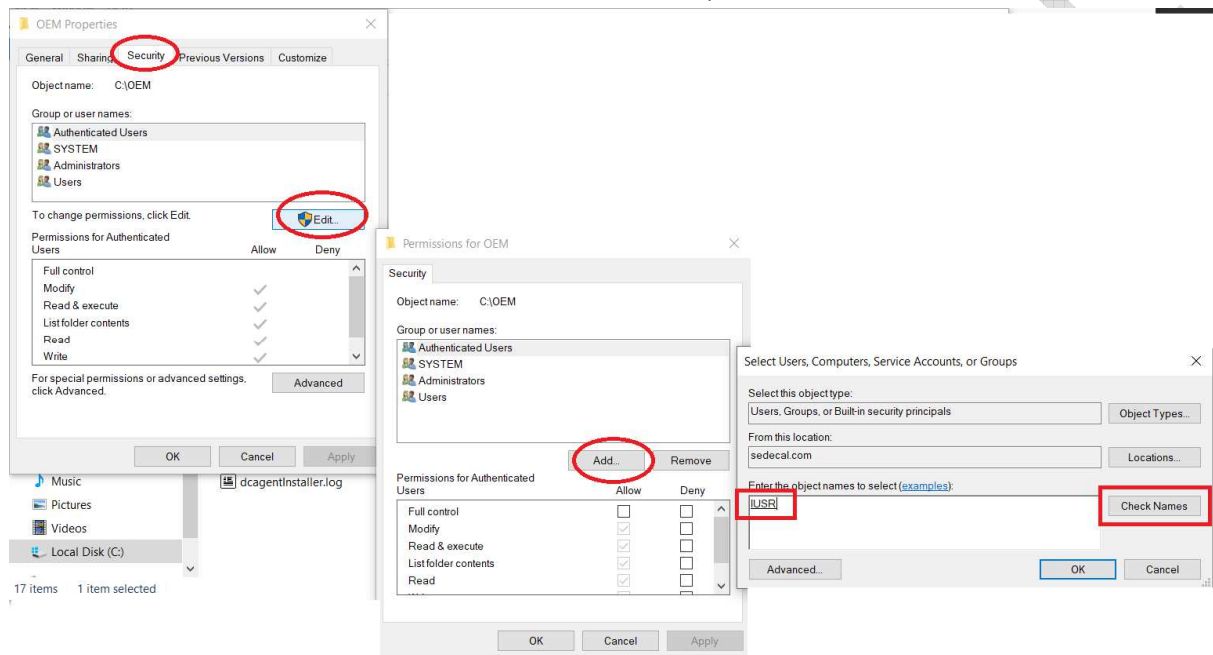 OEM Properties
General Sharing Security Previous Versions Customize
Object name: C:\OEM
Group or user names:
Authenticated Users
SYSTEM
Administrators
Users
To change permissions, click Edit.
Edit...
Permissions for Authenticated
Users Allow Deny
Full control
Modify
Read & execute
List folder contents
Read
Write
For special permissions or advanced settings,
click Advanced.
Advanced
OK Cancel Apply
Music
Pictures
Videos
Local Disk (C:)
dcagentInstaller.log
17 items 1 item selected
Permissions for OEM
Security
Object name: C:\OEM
Group or user names:
Authenticated Users
SYSTEM
Administrators
Users
Add... Remove
Permissions for Authenticated
Users Allow Deny
Full control
Modify
Read & execute
List folder contents
Read
OK Cancel Apply
Select Users, Computers, Service Accounts, or Groups
Select this object type:
Users, Groups, or Built-in security principals Object Types...
From this location:
sedecal.com Locations...
Enter the object names to select (examples):
IUSR Check Names
Advanced... OK Cancel